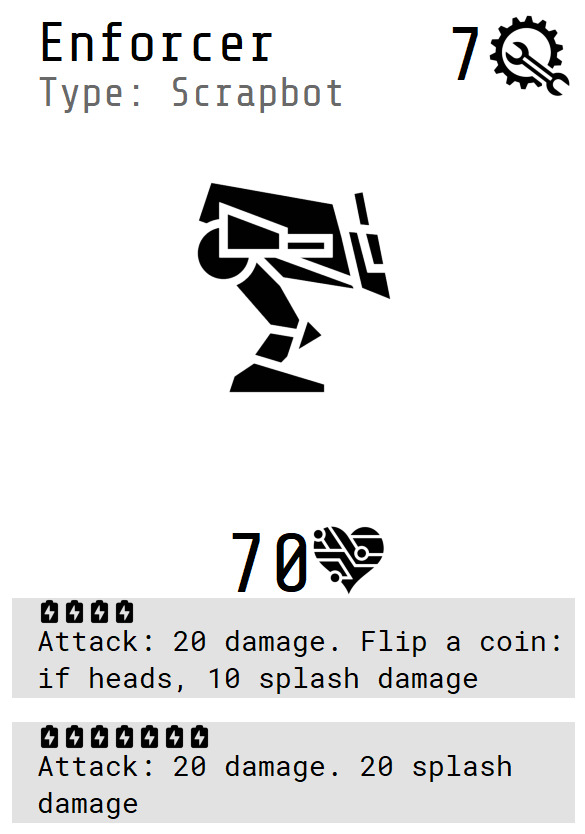 Enforcer
7
Type: Scrapbot
70
Attack: 20 damage. Flip a coin:
if heads, 10 splash damage
Attack: 20 damage. 20 splash
damage